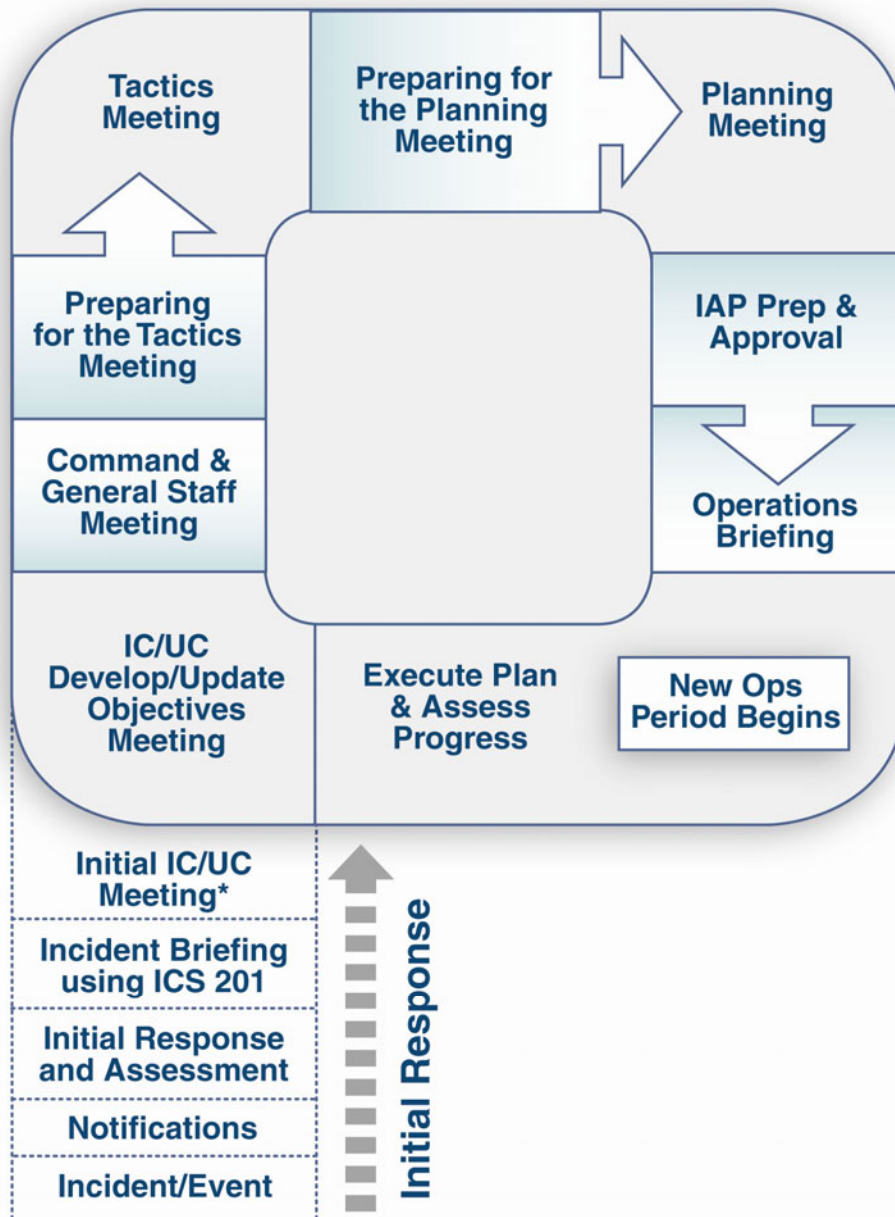 Tactics
Meeting
Preparing for
the Planning
Meeting
Planning
Meeting
Preparing
for the Tactics
Meeting
IAP Prep &
Approval
Command &
General Staff
Meeting
Operations
Briefing
IC/UC
Develop/Update
Objectives
Meeting
Execute Plan
& Assess
Progress
New Ops
Period Begins
Initial IC/UC
Meeting*
Incident Briefing
using ICS 201
Initial Response
and Assessment
Notifications
Incident/Event
Initial Response